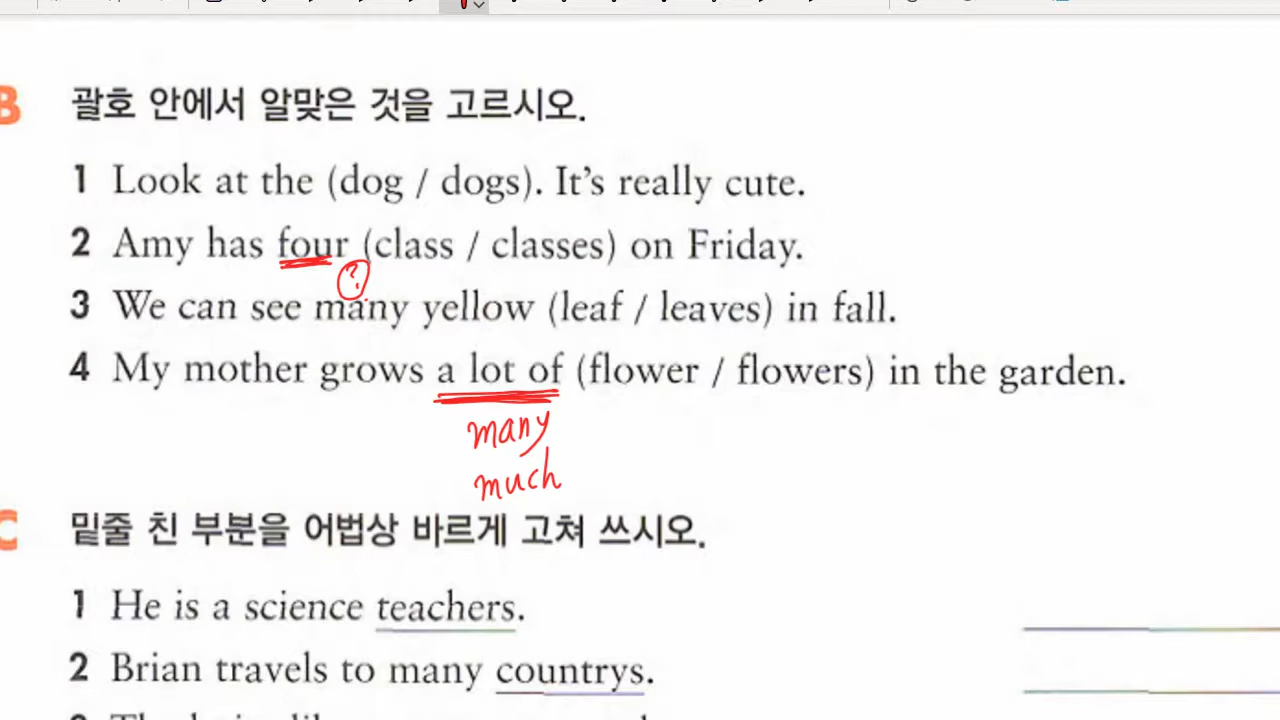 B 괄호 안에서 알맞은 것을 고르시오.
1 Look at the (dog / dogs). It's really cute.
2 Amy has four (class / classes) on Friday.
?
3 We can see many yellow (leaf / leaves) in fall.
4 My mother grows a lot of (flower / flowers) in the garden.
many
much
C 밑줄 친 부분을 어법상 바르게 고쳐 쓰시오.
1 He is a science teachers.
2 Brian travels to many countrys.